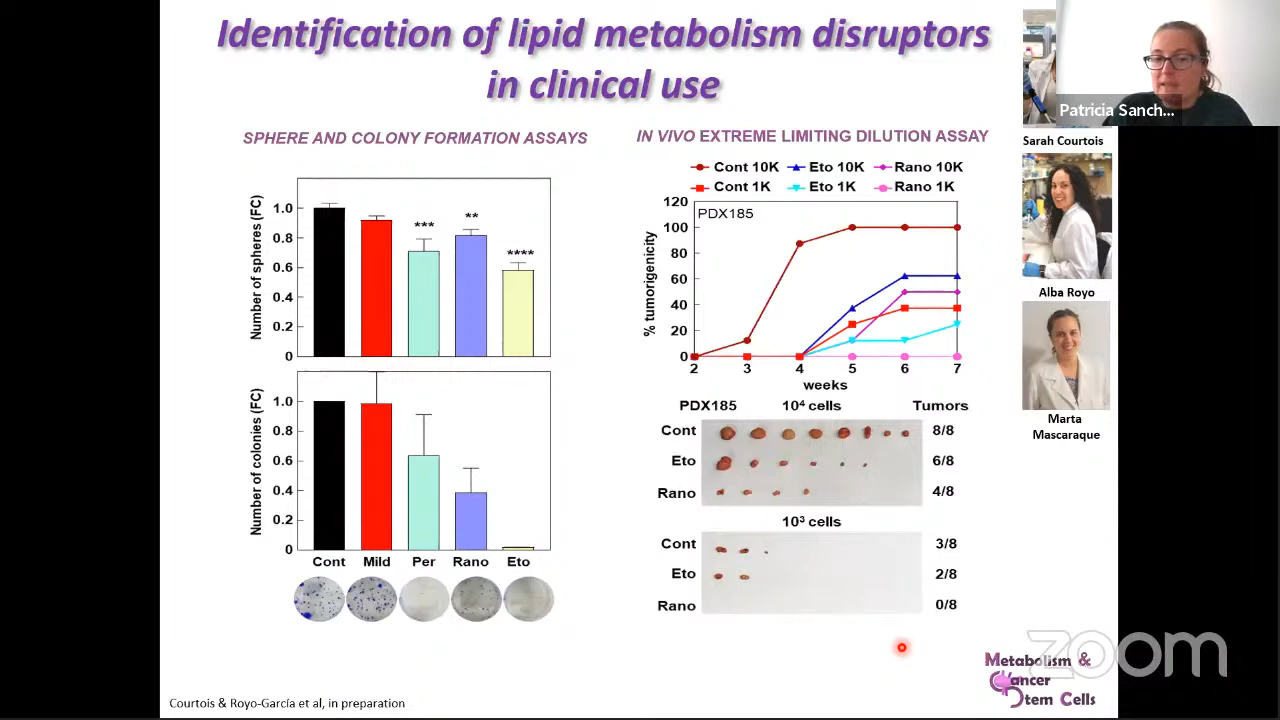 Identification of lipid metabolism disruptors
in clinical use
SPHERE AND COLONY FORMATION ASSAYS
Number of spheres (FC)
1.0
0.8
0.6
0.4
0.2
0
***
**
****
Number of colonies (FC)
1.0
0.8
0.6
0.4
0.2
0
Cont Mild Per Rano Eto
IN VIVO EXTREME LIMITING DILUTION ASSAY
Cont 10K Eto 10K Rano 10K
Cont 1K Eto 1K Rano 1K
PDX185
% tumorigenicity
120
100
80
60
40
20
0
2 3 4 5 6 7
weeks
PDX185 10⁴ cells Tumors
Cont 8/8
Eto 6/8
Rano 4/8
10³ cells
Cont 3/8
Eto 2/8
Rano 0/8
Patricia Sanch...
Sarah Courtois
Alba Royo
Marta
Mascaraque
Courtois & Royo-García et al, in preparation
Metabolism &
Cancer
Stem Cells
zoom